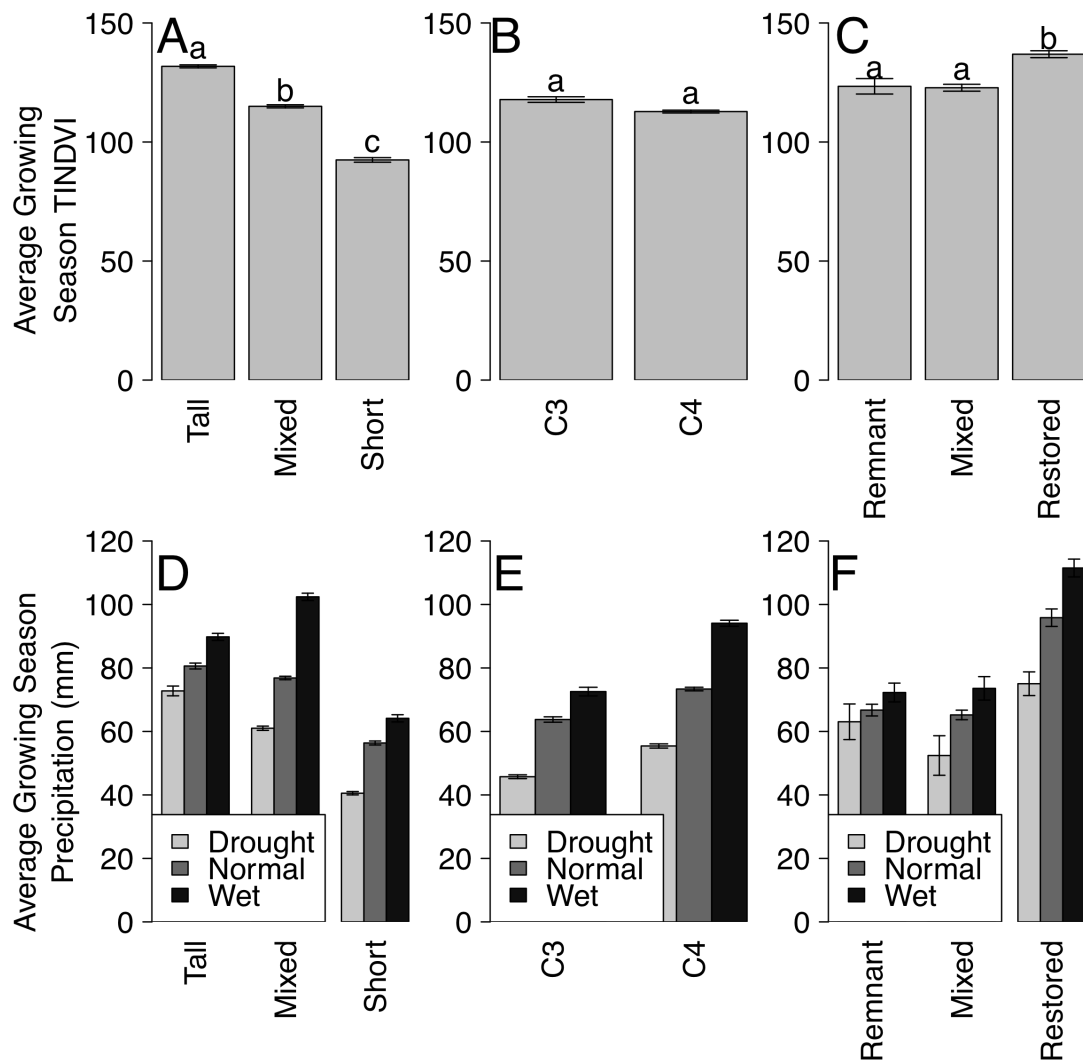 Average Growing
Season TINDVI
150
100
50
0
A
a
b
c
Tall
Mixed
Short
150
100
50
0
B
a
a
C3
C4
150
100
50
0
C
a
a
b
Remnant
Mixed
Restored
Average Growing Season
Precipitation (mm)
120
100
80
60
40
20
0
D
Drought
Normal
Wet
Tall
Mixed
Short
120
100
80
60
40
20
0
E
Drought
Normal
Wet
C3
C4
120
100
80
60
40
20
0
F
Drought
Normal
Wet
Remnant
Mixed
Restored